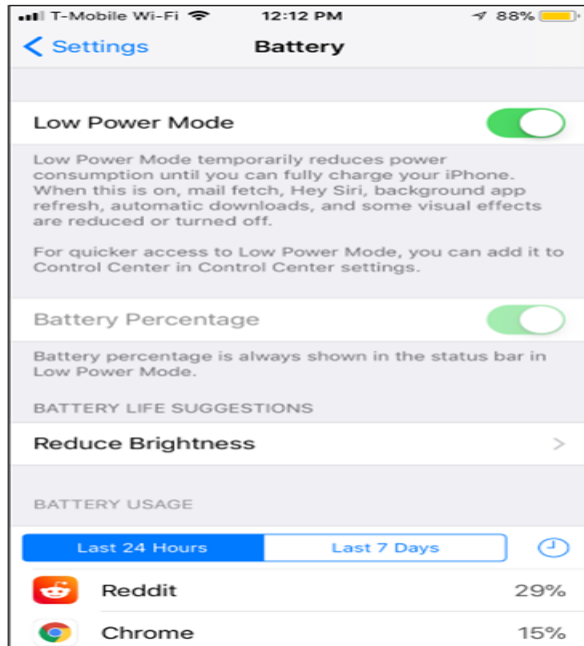 T-Mobile Wi-Fi 12:12 PM 88%
Settings Battery
Low Power Mode
Low Power Mode temporarily reduces power
consumption until you can fully charge your iPhone.
When this is on, mail fetch, Hey Siri, background app
refresh, automatic downloads, and some visual effects
are reduced or turned off.
For quicker access to Low Power Mode, you can add it to
Control Center in Control Center settings.
Battery Percentage
Battery percentage is always shown in the status bar in
Low Power Mode.
BATTERY LIFE SUGGESTIONS
Reduce Brightness
BATTERY USAGE
Last 24 Hours Last 7 Days
Reddit 29%
Chrome 15%